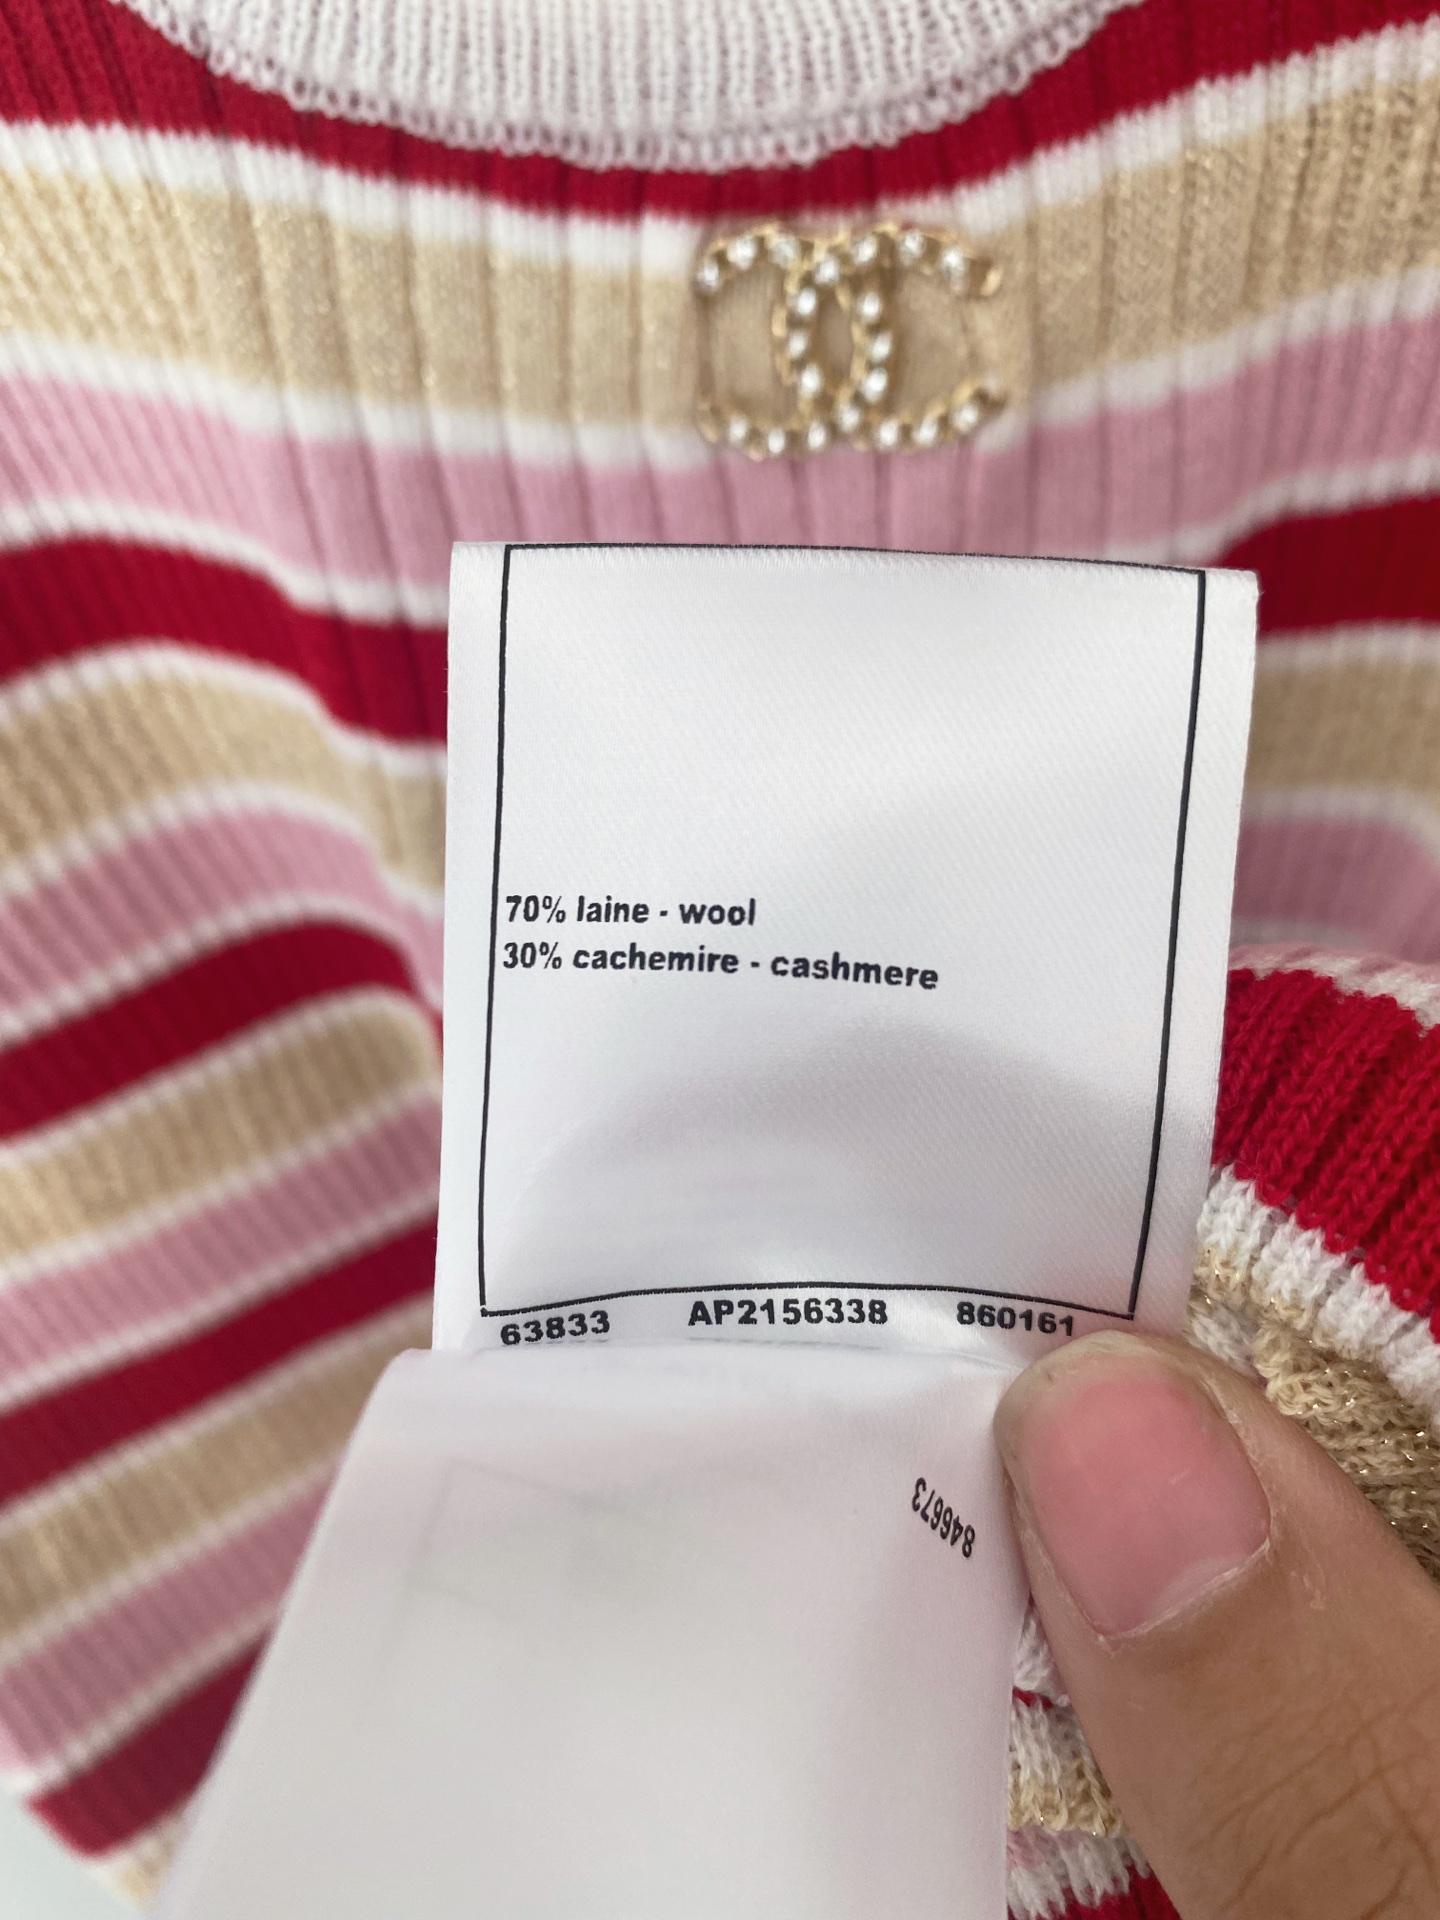 70% laine - wool
30% cachemire - cashmere
63833 AP2156338 860161
846673